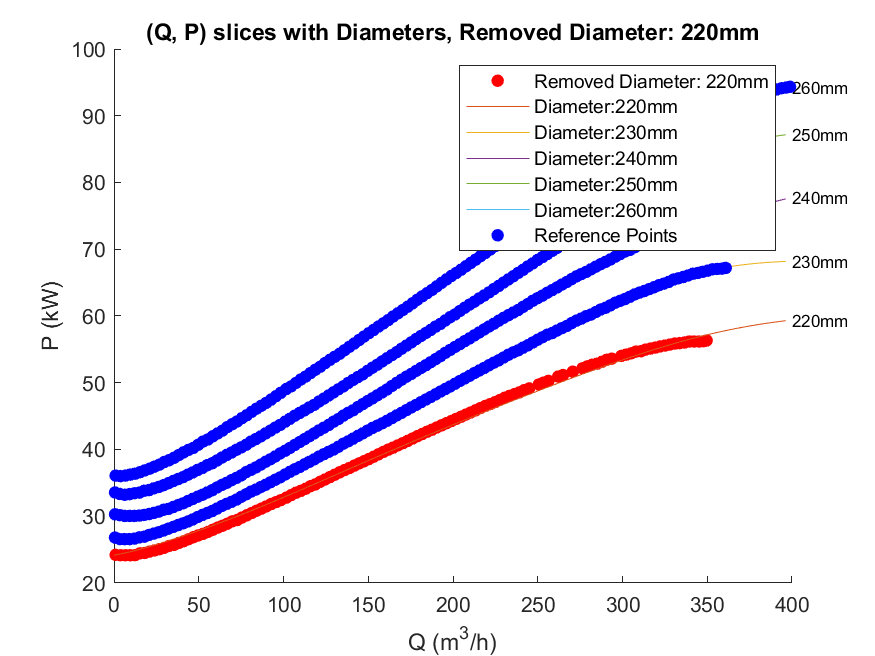 (Q, P) slices with Diameters, Removed Diameter: 220mm
100
90
80
70
60
50
40
30
20
P (kW)
0 50 100 150 200 250 300 350 400
Q (m³/h)
Removed Diameter: 220mm
Diameter:220mm
Diameter:230mm
Diameter:240mm
Diameter:250mm
Diameter:260mm
Reference Points
260mm
250mm
240mm
230mm
220mm